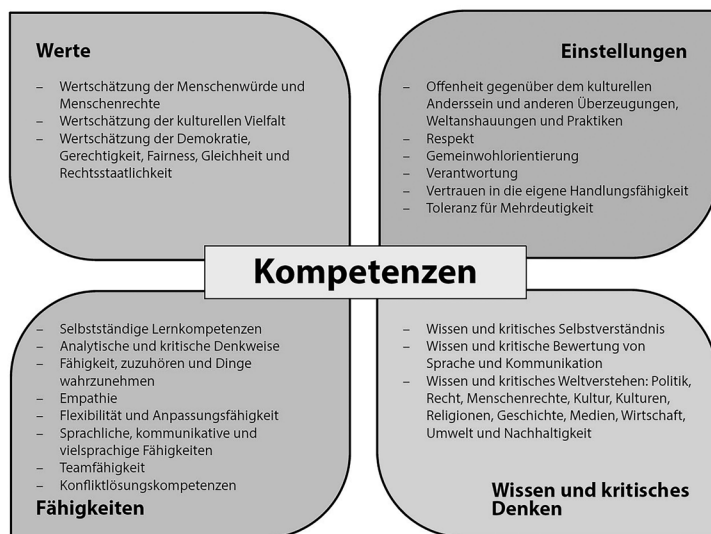 Werte
– Wertschätzung der Menschenwürde und
Menschenrechte
– Wertschätzung der kulturellen Vielfalt
– Wertschätzung der Demokratie,
Gerechtigkeit, Fairness, Gleichheit und
Rechtsstaatlichkeit
Einstellungen
– Offenheit gegenüber dem kulturellen
Anderssein und anderen Überzeugungen,
Weltanshauungen und Praktiken
– Respekt
– Gemeinwohlorientierung
– Verantwortung
– Vertrauen in die eigene Handlungsfähigkeit
– Toleranz für Mehrdeutigkeit
Kompetenzen
– Selbstständige Lernkompetenzen
– Analytische und kritische Denkweise
– Fähigkeit, zuzuhören und Dinge
wahrzunehmen
– Empathie
– Flexibilität und Anpassungsfähigkeit
– Sprachliche, kommunikative und
vielsprachige Fähigkeiten
– Teamfähigkeit
– Konfliktlösungskompetenzen
Fähigkeiten
– Wissen und kritisches Selbstverständnis
– Wissen und kritische Bewertung von
Sprache und Kommunikation
– Wissen und kritisches Weltverstehen: Politik,
Recht, Menschenrechte, Kultur, Kulturen,
Religionen, Geschichte, Medien, Wirtschaft,
Umwelt und Nachhaltigkeit
Wissen und kritisches
Denken